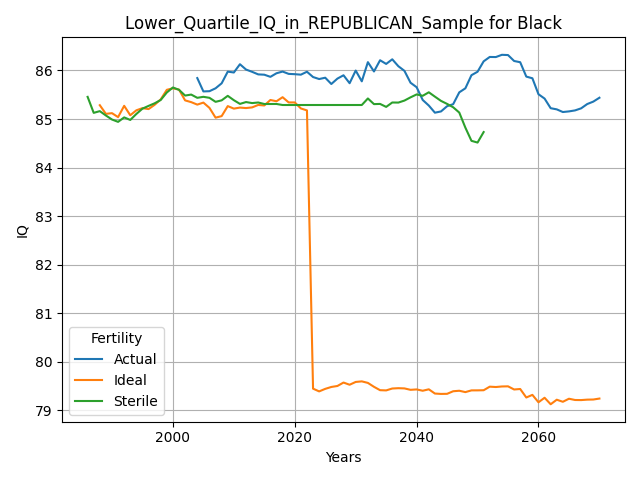 Lower_Quartile_IQ_in_REPUBLICAN_Sample for Black
IQ
86
85
84
83
82
81
80
79
Fertility
Actual
Ideal
Sterile
2000 2020 2040 2060
Years